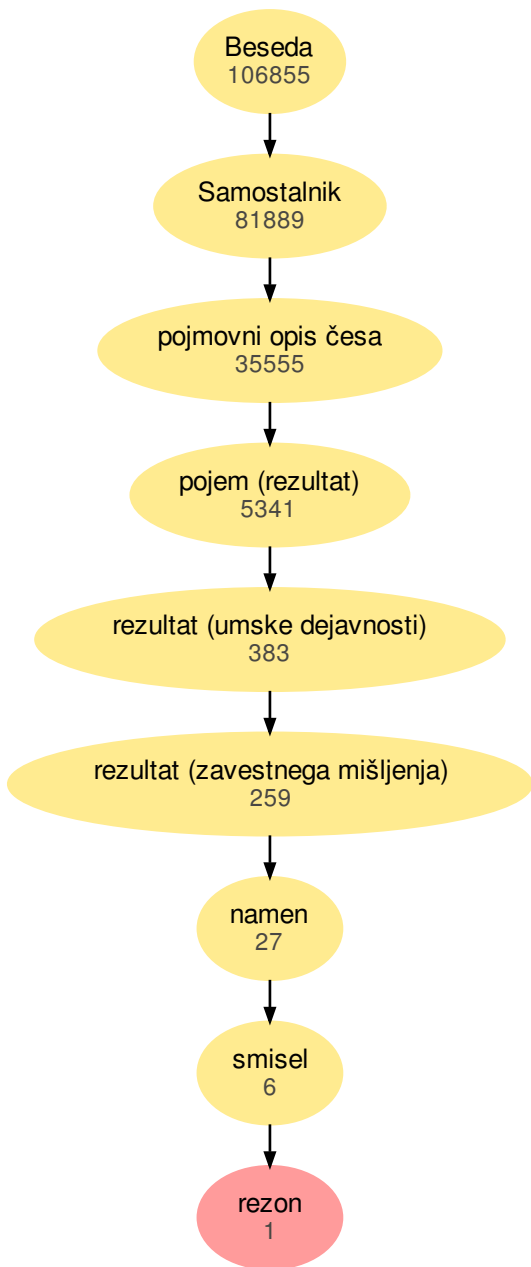 Beseda
106855
Samostalnik
81889
pojmovni opis česa
35555
pojem (rezultat)
5341
rezultat (umske dejavnosti)
383
rezultat (zavestnega mišljenja)
259
namen
27
smisel
6
rezon
1